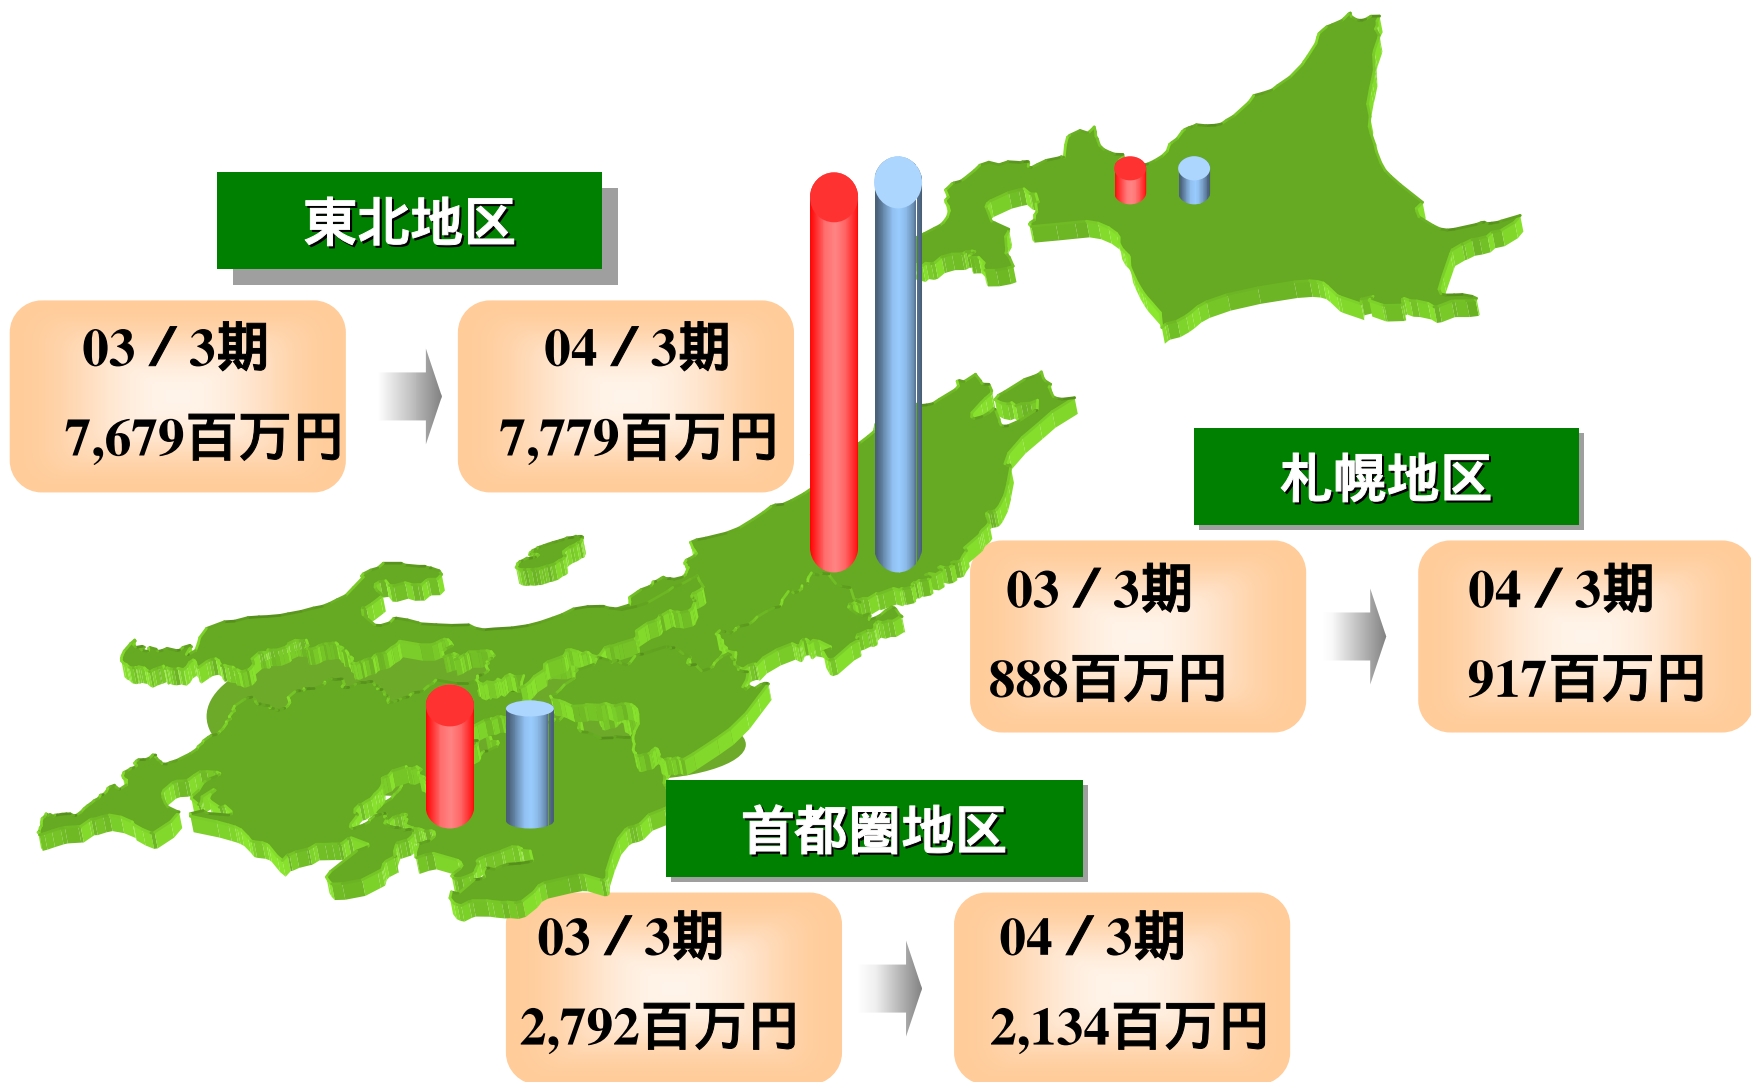 東北地区
03／3期
7,679百万円
04／3期
7,779百万円
札幌地区
03／3期
888百万円
04／3期
917百万円
首都圏地区
03／3期
2,792百万円
04／3期
2,134百万円